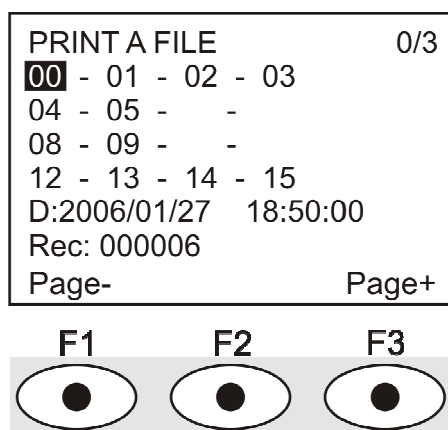 PRINT A FILE 0/3
00 - 01 - 02 - 03
04 - 05 - -
08 - 09 - -
12 - 13 - 14 - 15
D:2006/01/27 18:50:00
Rec: 000006
Page- Page+
F1 F2 F3